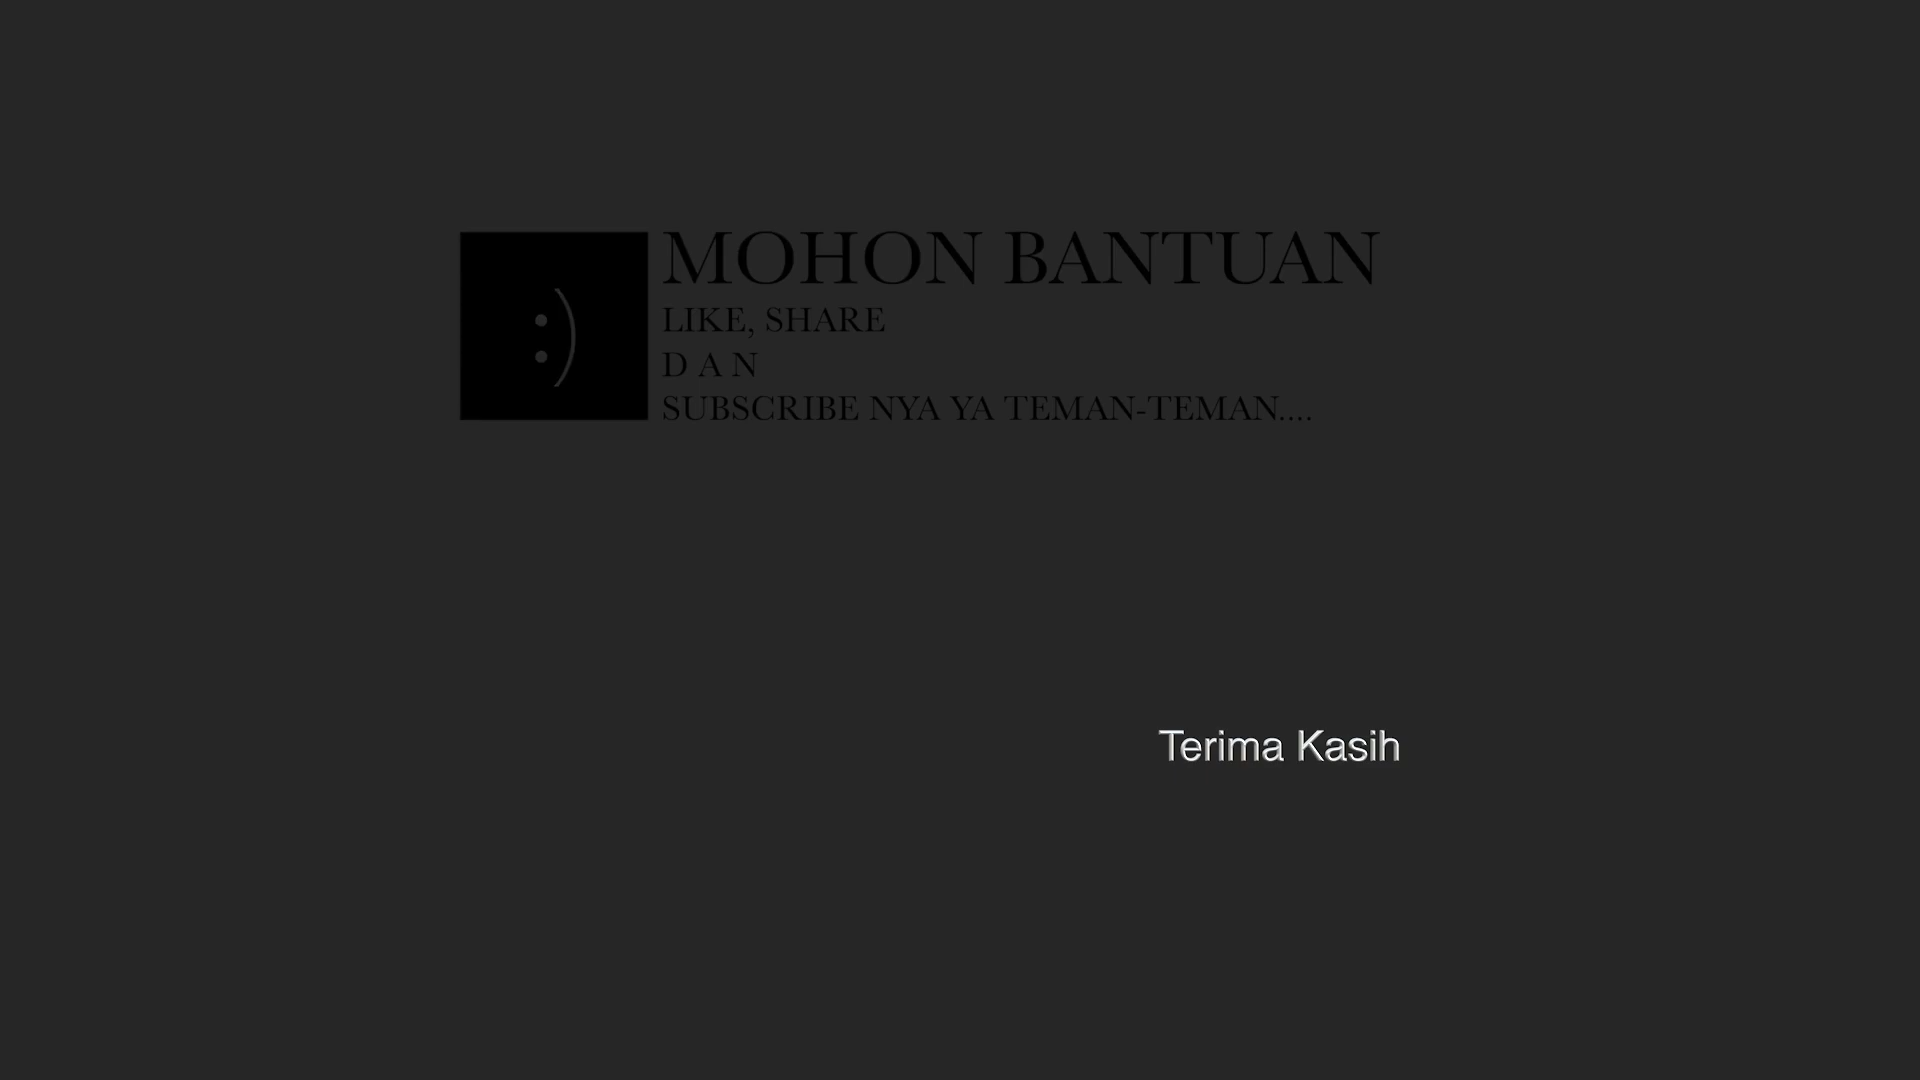 :)
MOHON BANTUAN
LIKE, SHARE
D A N
SUBSCRIBE NYA YA TEMAN-TEMAN....
Terima Kasih